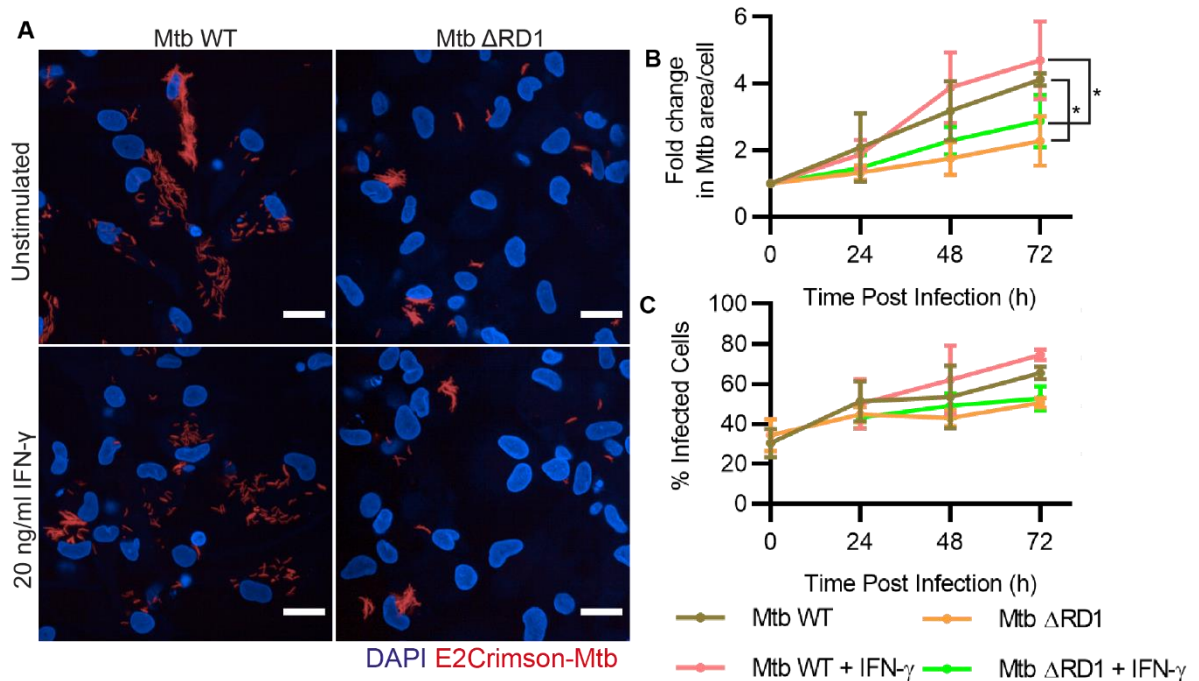 A
Mtb WT
Mtb ΔRD1
Unstimulated
20 ng/ml IFN-γ
DAPI E2Crimson-Mtb
B
Fold change
in Mtb area/cell
6
4
2
0
0 24 48 72
Time Post Infection (h)
*
*
C
% Infected Cells
100
80
60
40
20
0
0 24 48 72
Time Post Infection (h)
Mtb WT
Mtb ΔRD1
Mtb WT + IFN-γ
Mtb ΔRD1 + IFN-γ